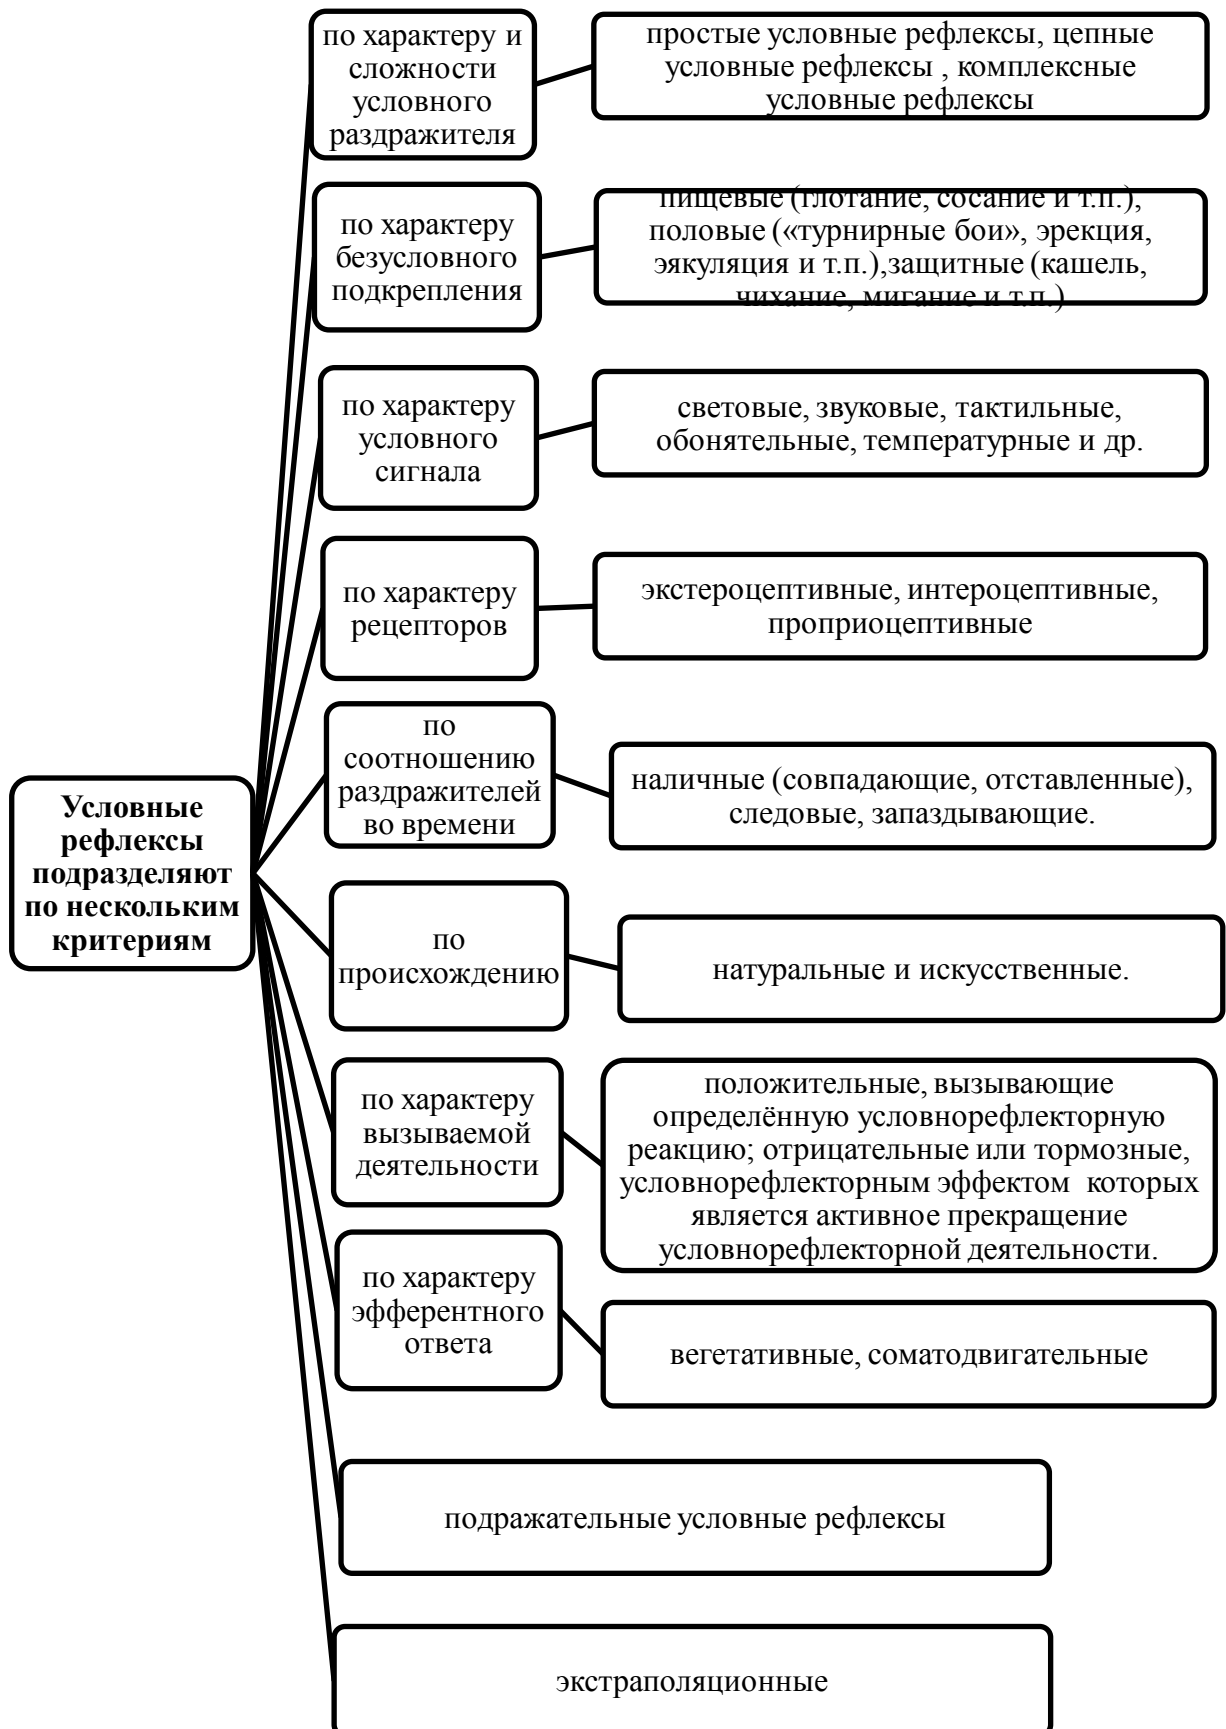 по характеру и
сложности
условного
раздражителя
простые условные рефлексы, цепные
условные рефлексы , комплексные
условные рефлексы
по характеру
безусловного
подкрепления
пищевые (глотание, сосание и т.п.),
половые («турнирные бои», эрекция,
эякуляция и т.п.),защитные (кашель,
чихание, мигание и т.п.)
по характеру
условного
сигнала
световые, звуковые, тактильные,
обонятельные, температурные и др.
по характеру
рецепторов
экстероцептивные, интероцептивные,
проприоцептивные
по
соотношению
раздражителей
во времени
наличные (совпадающие, отставленные),
следовые, запаздывающие.
Условные
рефлексы
подразделяют
по нескольким
критериям
по
происхождению
натуральные и искусственные.
по характеру
вызываемой
деятельности
положительные, вызывающие
определённую условнорефлекторную
реакцию; отрицательные или тормозные,
условнорефлекторным эффектом  которых
является активное прекращение
условнорефлекторной деятельности.
по характеру
эфферентного
ответа
вегетативные, соматодвигательные
подражательные условные рефлексы
экстраполяционные